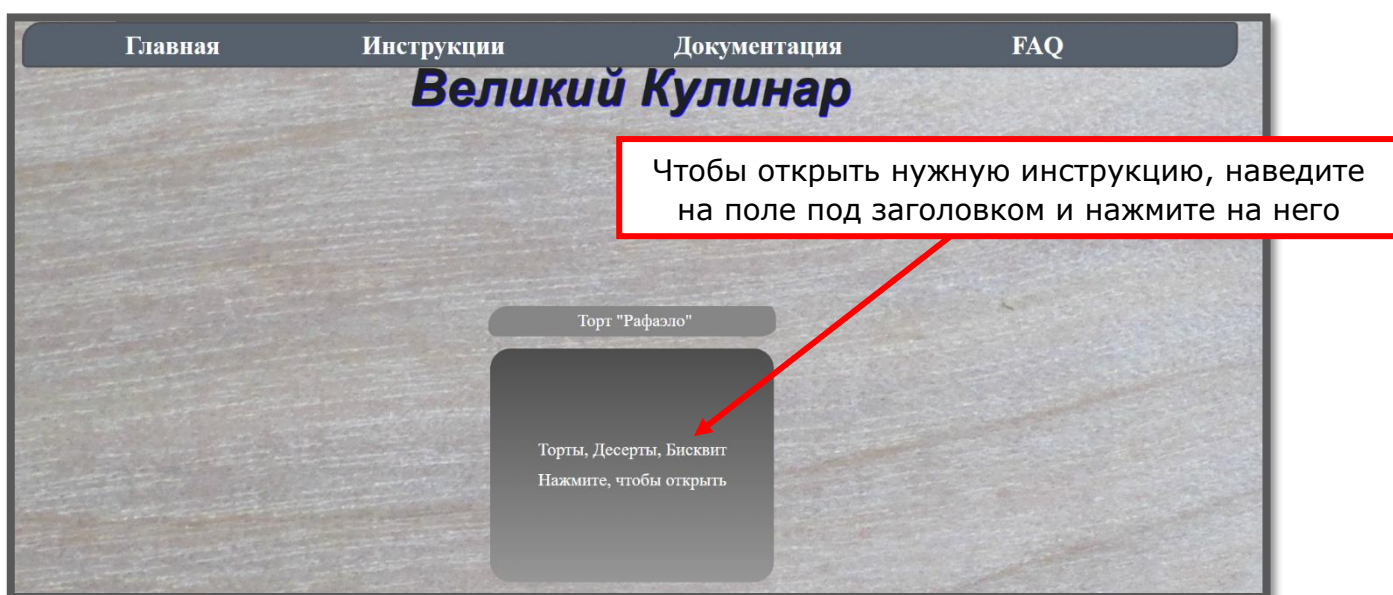 Главная Инструкции Документация FAQ
Великий Кулинар
Чтобы открыть нужную инструкцию, наведите
на поле под заголовком и нажмите на него
Торт "Рафаэло"
Торты, Десерты, Бисквит
Нажмите, чтобы открыть